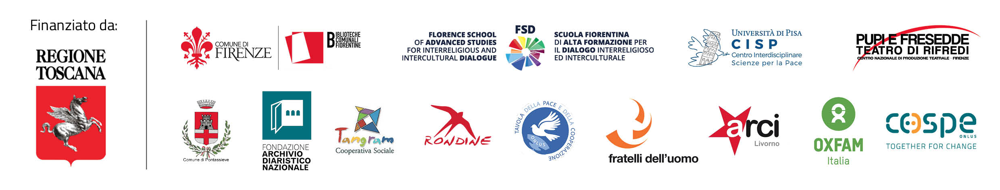 Finanziato da:
REGIONE
TOSCANA
COMUNE DI
FIRENZE
BIBLIOTECHE
COMUNALI
FIORENTINE
FLORENCE SCHOOL
OF ADVANCED STUDIES
FOR INTERRELIGIOUS AND
INTERCULTURAL DIALOGUE
FSD
SCUOLA FIORENTINA
DI ALTA FORMAZIONE PER
IL DIALOGO INTERRELIGIOSO
ED INTERCULTURALE
UNIVERSITÀ DI PISA
CISP
Centro Interdisciplinare
Scienze per la Pace
PUPI E FRESEDDE
TEATRO DI RIFREDI
CENTRO NAZIONALE DI PRODUZIONE TEATRALE - FIRENZE
Comune di Pontassieve
FONDAZIONE
ARCHIVIO
DIARISTICO
NAZIONALE
Tangram
Cooperativa Sociale
RONDINE
TAVOLA DELLA PACE E DELLA COOPERAZIONE
ONLUS
fratelli dell'uomo
arci
Livorno
OXFAM
Italia
cospe
ONLUS
TOGETHER FOR CHANGE